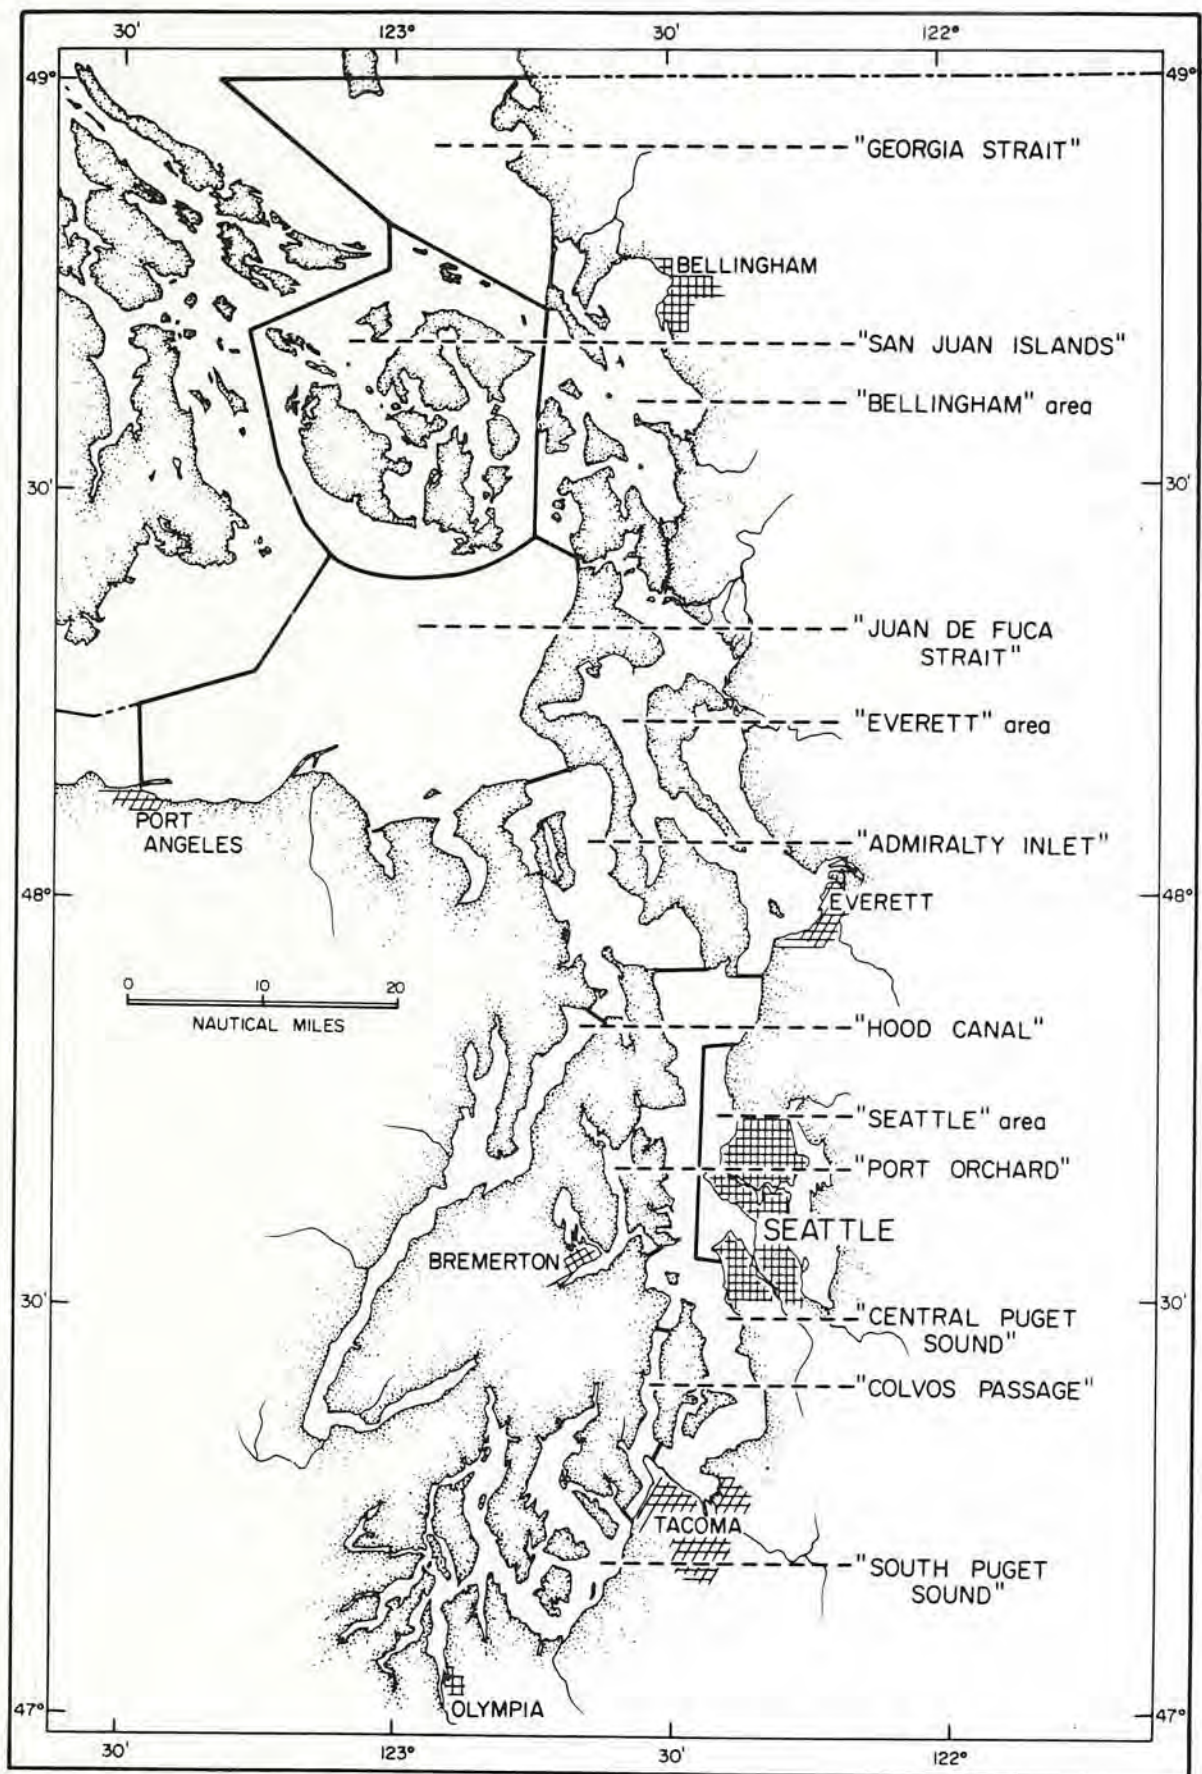 30' 123° 30' 122°
49° 49°
"GEORGIA STRAIT"
BELLINGHAM
"SAN JUAN ISLANDS"
"BELLINGHAM" area
30' 30'
"JUAN DE FUCA
STRAIT"
"EVERETT" area
PORT
ANGELES
"ADMIRALTY INLET"
48° 48°
EVERETT
0 10 20
NAUTICAL MILES
"HOOD CANAL"
"SEATTLE" area
"PORT ORCHARD"
SEATTLE
BREMERTON
30' 30'
"CENTRAL PUGET
SOUND"
"COLVOS PASSAGE"
TACOMA
"SOUTH PUGET
SOUND"
OLYMPIA
47° 47°
30' 123° 30' 122°